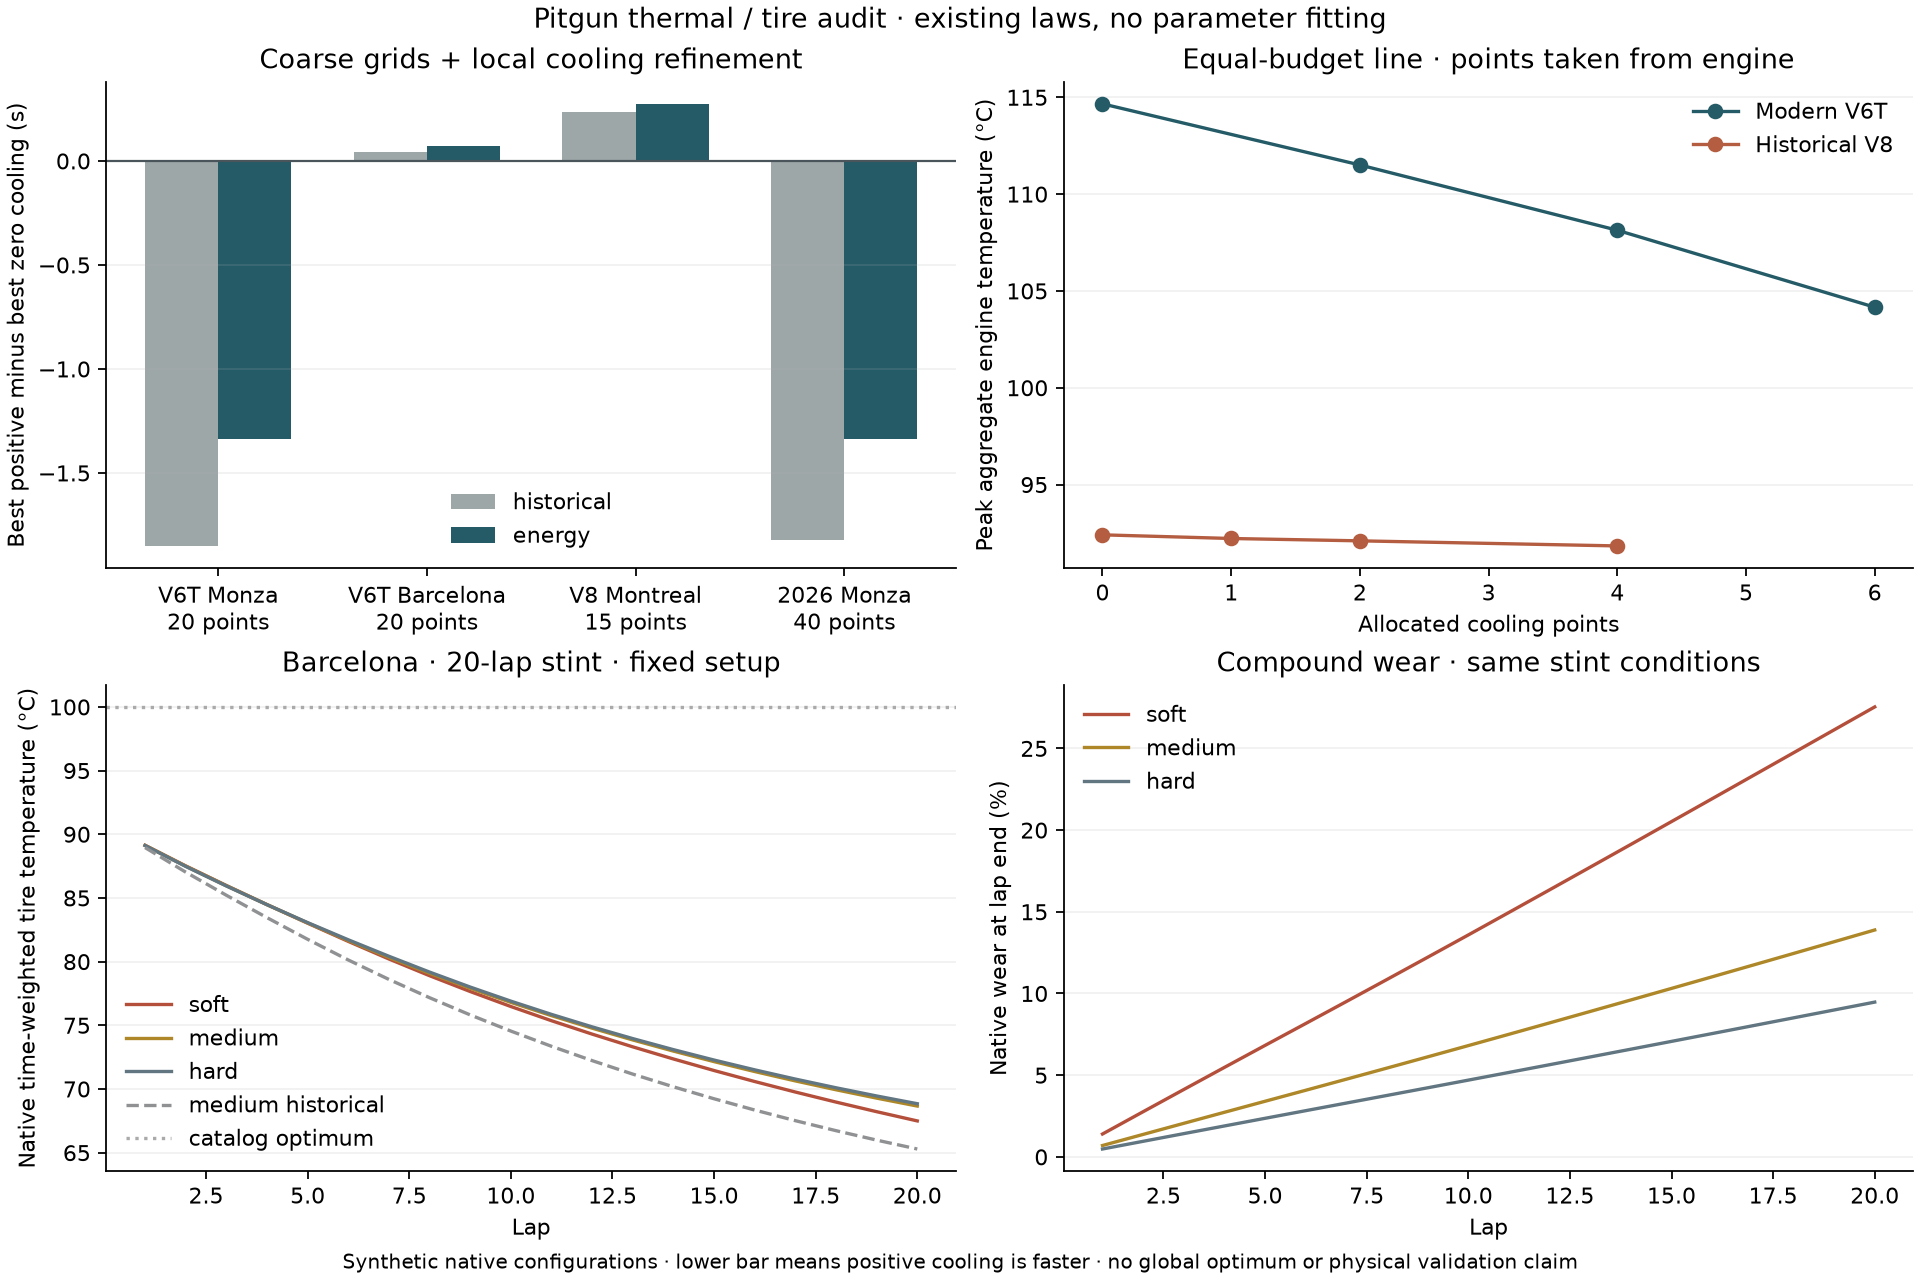 Pitgun thermal / tire audit · existing laws, no parameter fitting
Coarse grids + local cooling refinement
Best positive minus best zero cooling (s)
0.0
−0.5
−1.0
−1.5
historical
energy
V6T Monza
20 points
V6T Barcelona
20 points
V8 Montreal
15 points
2026 Monza
40 points
Equal-budget line · points taken from engine
Peak aggregate engine temperature (°C)
115
110
105
100
95
Modern V6T
Historical V8
0 1 2 3 4 5 6
Allocated cooling points
Barcelona · 20-lap stint · fixed setup
Native time-weighted tire temperature (°C)
100
95
90
85
80
75
70
65
soft
medium
hard
medium historical
catalog optimum
2.5 5.0 7.5 10.0 12.5 15.0 17.5 20.0
Lap
Compound wear · same stint conditions
Native wear at lap end (%)
25
20
15
10
5
0
soft
medium
hard
2.5 5.0 7.5 10.0 12.5 15.0 17.5 20.0
Lap
Synthetic native configurations · lower bar means positive cooling is faster · no global optimum or physical validation claim